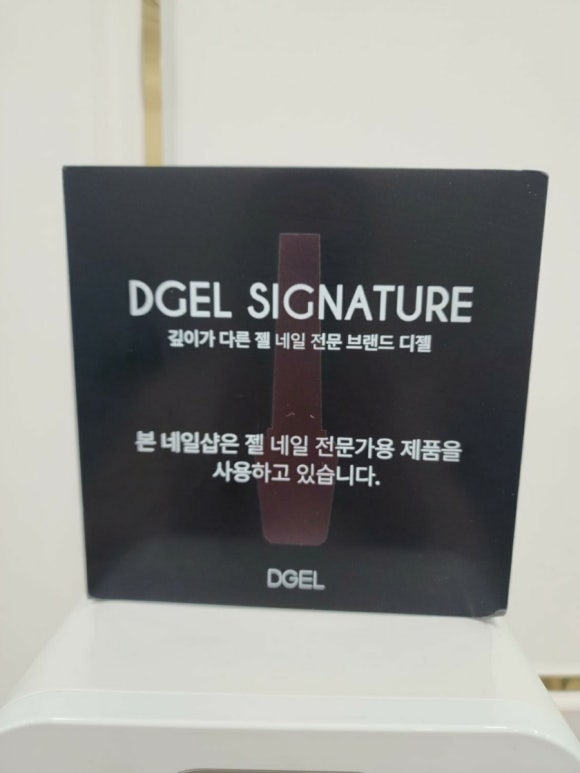 DGEL SIGNATURE
깊이가 다른 젤 네일 전문 브랜드 디젤
본 네일샵은 젤 네일 전문가용 제품을
사용하고 있습니다.
DGEL